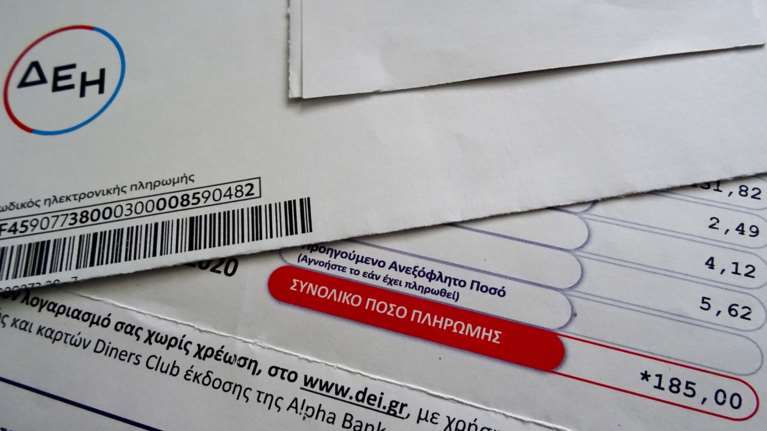 ΔΕΗ
ωδικός ηλεκτρονικής πληρωμής
F45907738000300008590482
31,82
2,49
4,12
5,62
2020
Προηγούμενο Ανεξόφλητο Ποσό
(Αγνοήστε το εάν έχει πληρωθεί)
ΣΥΝΟΛΙΚΟ ΠΟΣΟ ΠΛΗΡΩΜΗΣ
*185,00
λογαριασμό σας χωρίς χρέωση, στο www.dei.gr, με χρήσ
ς και καρτών Diners Club έκδοσης της Alpha Bank